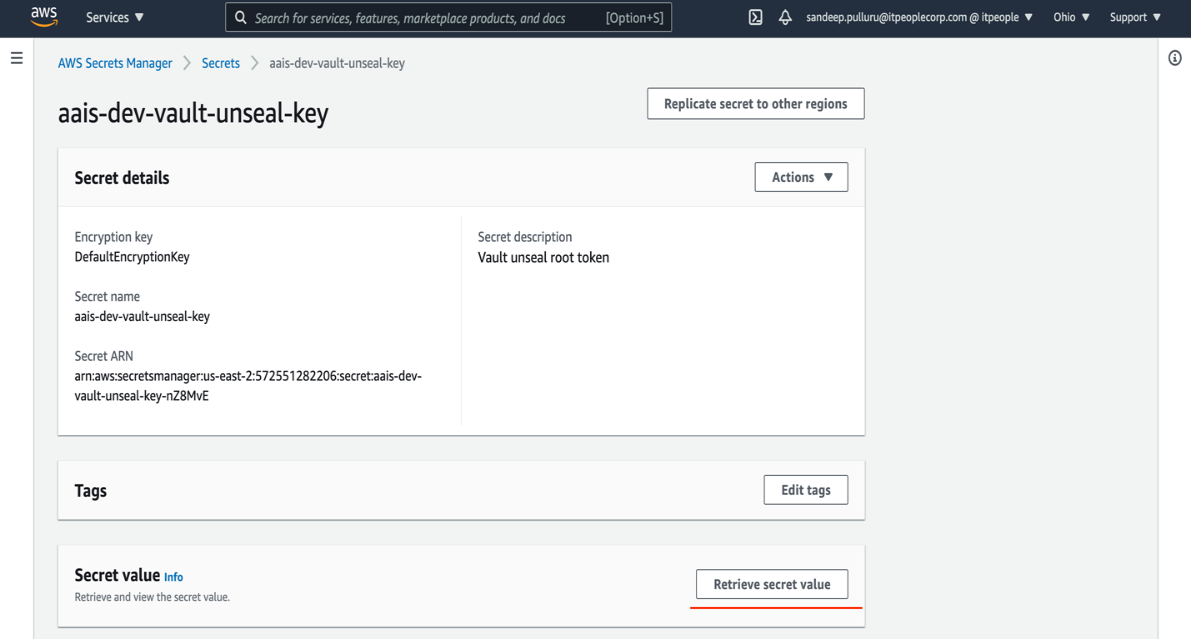 aws
Services ▼
Search for services, features, marketplace products, and docs [Option+S]
sandeep.pulluru@itpeoplecorp.com @ itpeople ▼
Ohio ▼
Support ▼
AWS Secrets Manager > Secrets > aais-dev-vault-unseal-key
aais-dev-vault-unseal-key
Replicate secret to other regions
Secret details
Actions ▼
Encryption key
DefaultEncryptionKey
Secret name
aais-dev-vault-unseal-key
Secret ARN
arn:aws:secretsmanager:us-east-2:572551282206:secret:aais-dev-
vault-unseal-key-nZ8MvE
Secret description
Vault unseal root token
Tags
Edit tags
Secret value Info
Retrieve and view the secret value.
Retrieve secret value